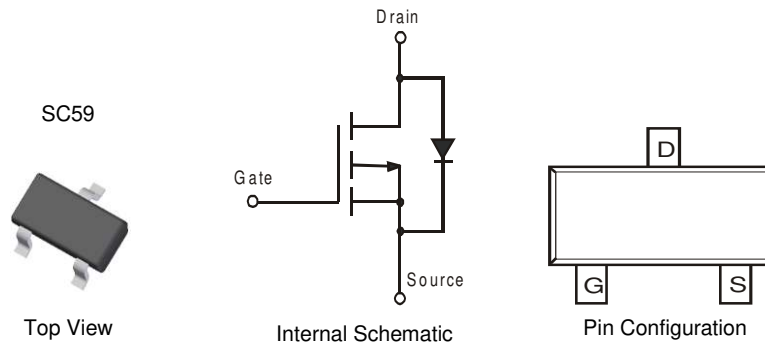 SC59
Top View
Drain
Gate
Source
Internal Schematic
D
G S
Pin Configuration